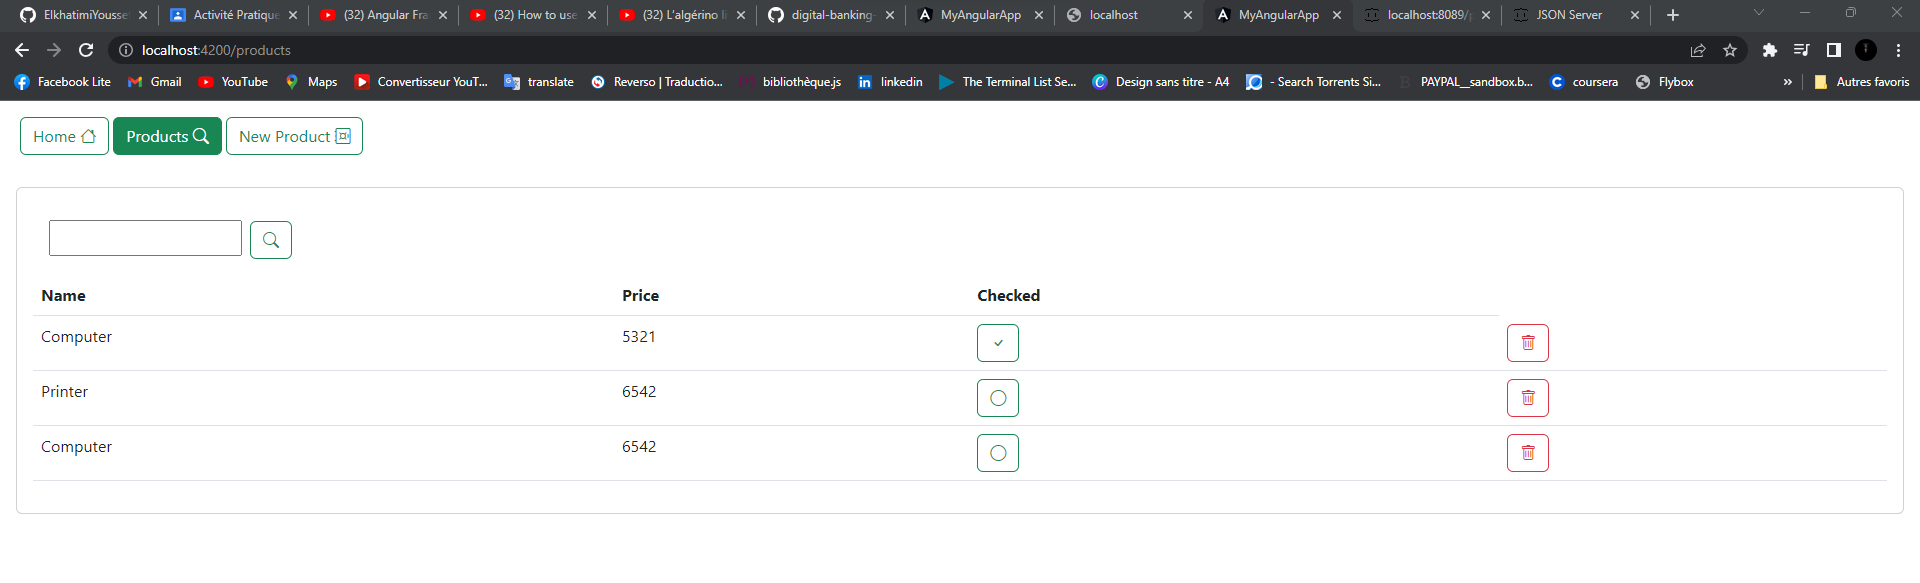 ElkhatimiYousse
Activité Pratique
(32) Angular Fra
(32) How to use
(32) L'algérino li
digital-banking-
MyAngularApp
localhost
MyAngularApp
localhost:8089/p
JSON Server
localhost:4200/products
Facebook Lite
Gmail
YouTube
Maps
Convertisseur YouT...
translate
Reverso | Traductio...
bibliothèque.js
linkedin
The Terminal List Se...
Design sans titre - A4
- Search Torrents Si...
PAYPAL__sandbox.b...
coursera
Flybox
»
Autres favoris
Home
Products
New Product
Name Price Checked
Computer 5321
Printer 6542
Computer 6542